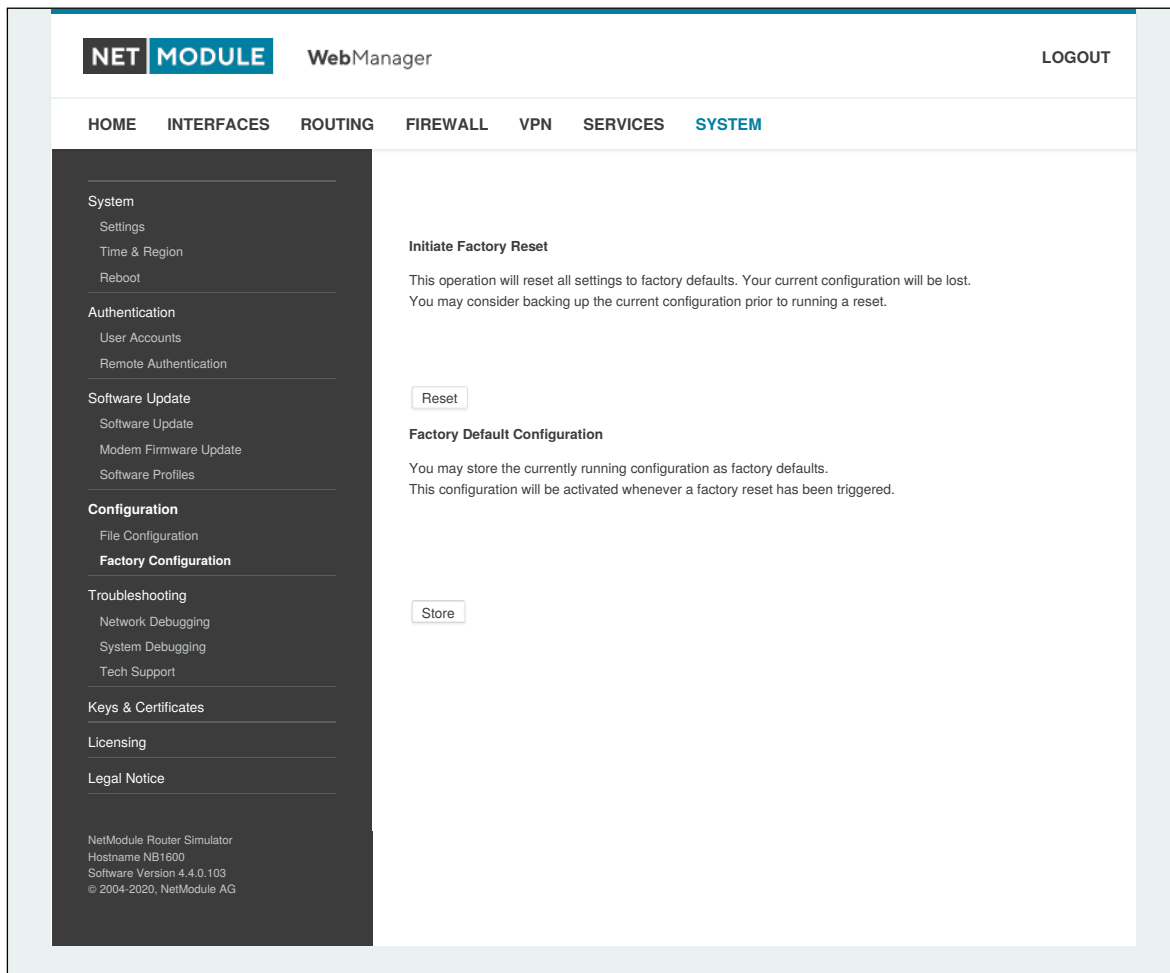 NET MODULE WebManager LOGOUT
HOME INTERFACES ROUTING FIREWALL VPN SERVICES SYSTEM
System
Settings
Time & Region
Reboot
Authentication
User Accounts
Remote Authentication
Software Update
Software Update
Modem Firmware Update
Software Profiles
Configuration
File Configuration
Factory Configuration
Troubleshooting
Network Debugging
System Debugging
Tech Support
Keys & Certificates
Licensing
Legal Notice
NetModule Router Simulator
Hostname NB1600
Software Version 4.4.0.103
© 2004-2020, NetModule AG
Initiate Factory Reset
This operation will reset all settings to factory defaults. Your current configuration will be lost.
You may consider backing up the current configuration prior to running a reset.
Reset
Factory Default Configuration
You may store the currently running configuration as factory defaults.
This configuration will be activated whenever a factory reset has been triggered.
Store